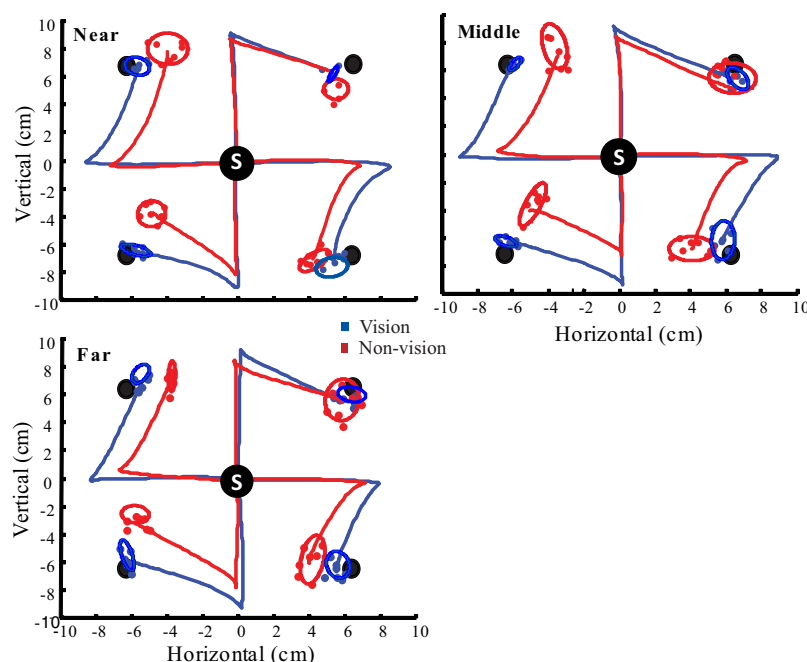 Near
Vertical (cm)
10
8
6
4
2
0
-2
-4
-6
-8
-10
S
Middle
S
-10 -8 -6 -4 -2 0 2 4 6 8 10
Horizontal (cm)
Vision
Non-vision
Far
Vertical (cm)
10
8
6
4
2
0
-2
-4
-6
-8
-10
S
-10 -8 -6 -4 -2 0 2 4 6 8 10
Horizontal (cm)